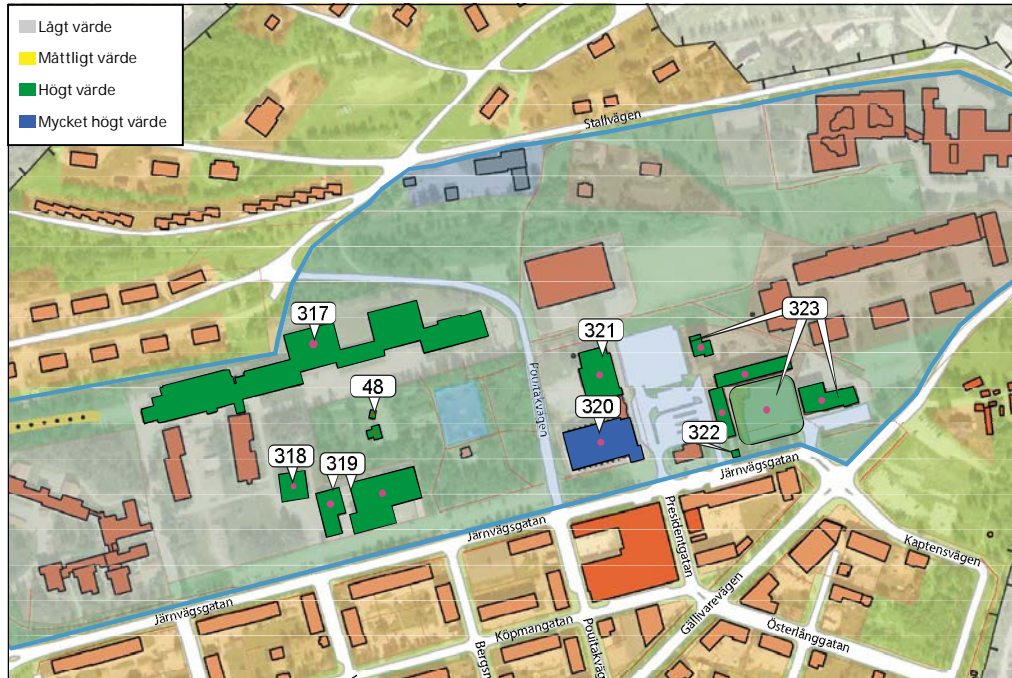 Lågt värde
Måttligt värde
Högt värde
Mycket högt värde
Stallvägen
317
321
323
48
320
Pouitakvägen
322
318
319
Järnvägsgatan
Järnvägsgatan
Järnvägsgatan
Presidentgatan
Kaptensvägen
Gällivarevägen
Köpmangatan
Österlånggatan
Pouitakväg
Bergsn